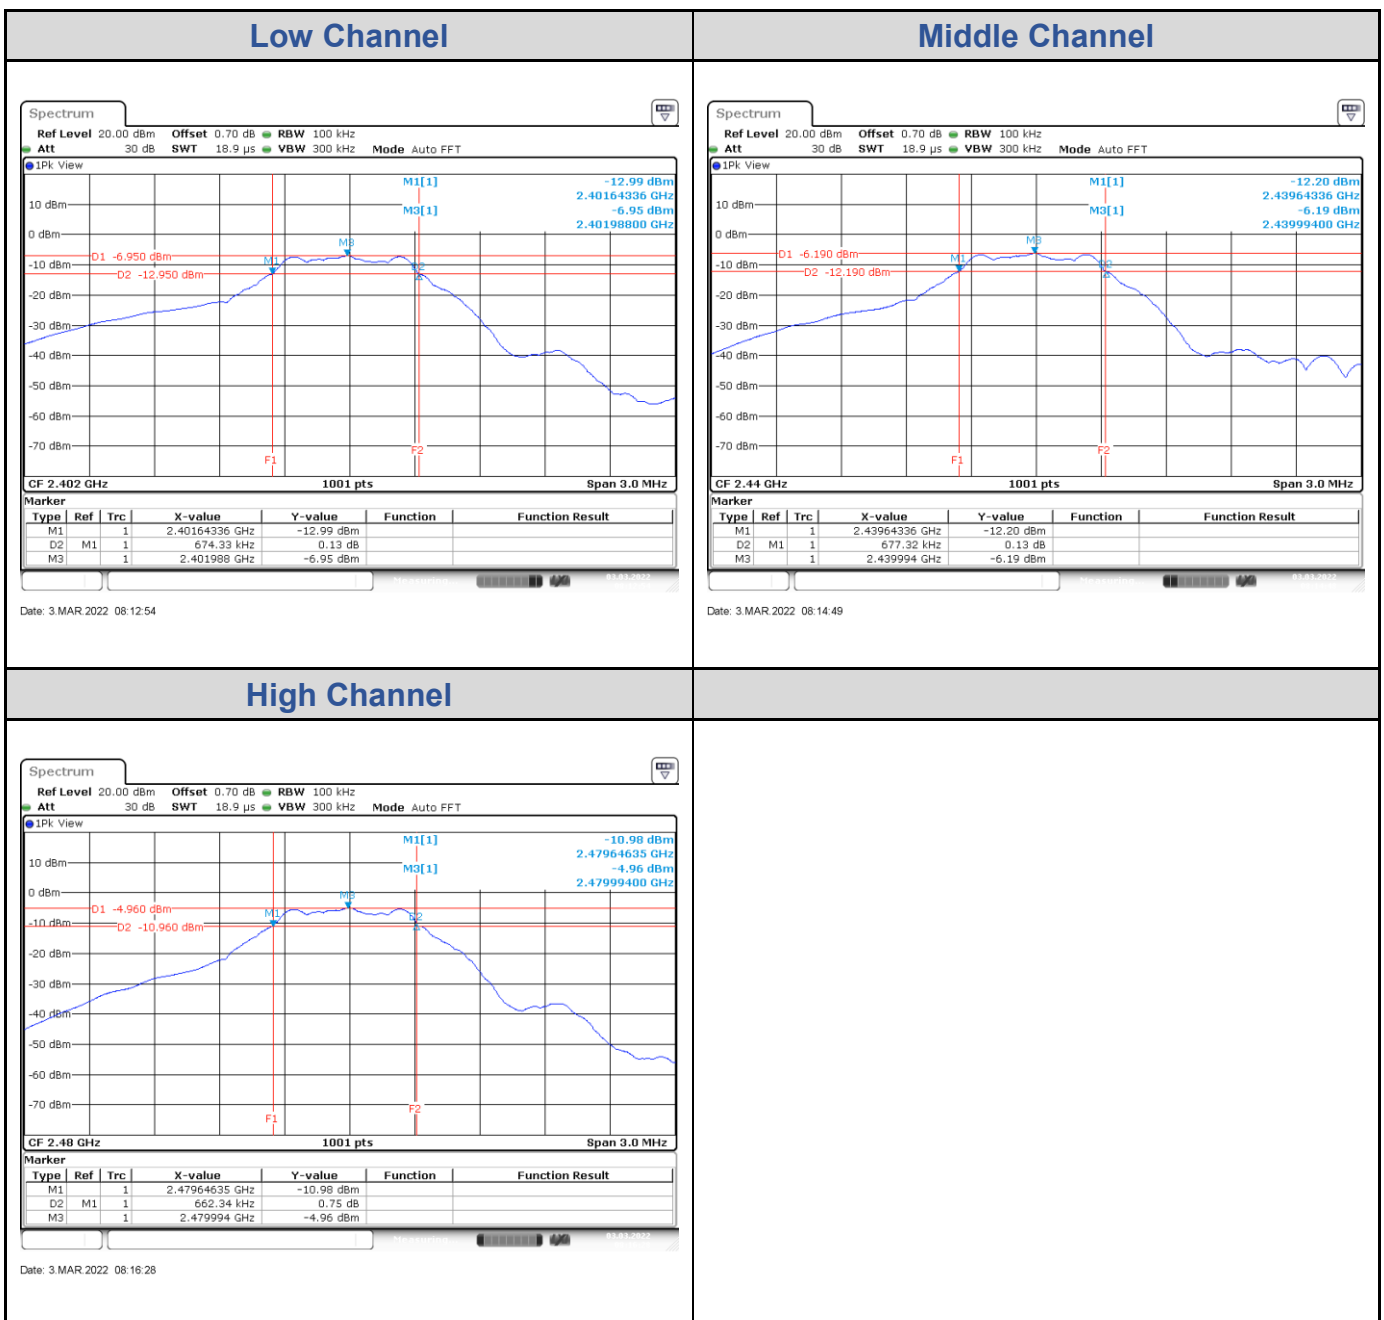 Low Channel
Middle Channel
Spectrum
Ref Level 20.00 dBm Offset 0.70 dB RBW 100 kHz
Att 30 dB SWT 18.9 µs VBW 300 kHz Mode Auto FFT
1Pk View
M1[1] -12.99 dBm
2.40164336 GHz
10 dBm
M3[1] -6.95 dBm
2.40198800 GHz
0 dBm
M3
D1 -6.950 dBm
M1
-10 dBm
D2
D2 -12.950 dBm
-20 dBm
-30 dBm
-40 dBm
-50 dBm
-60 dBm
-70 dBm
F2
F1
CF 2.402 GHz 1001 pts Span 3.0 MHz
Marker
Type Ref Trc X-value Y-value Function Function Result
M1 1 2.40164336 GHz -12.99 dBm
D2 M1 1 674.33 kHz 0.13 dB
M3 1 2.401988 GHz -6.95 dBm
Measuring 03.03.2022
Date: 3.MAR.2022 08:12:54
Spectrum
Ref Level 20.00 dBm Offset 0.70 dB RBW 100 kHz
Att 30 dB SWT 18.9 µs VBW 300 kHz Mode Auto FFT
1Pk View
M1[1] -12.20 dBm
2.43964336 GHz
10 dBm
M3[1] -6.19 dBm
2.43999400 GHz
0 dBm
M3
D1 -6.190 dBm
M1
-10 dBm
D2
D2 -12.190 dBm
-20 dBm
-30 dBm
-40 dBm
-50 dBm
-60 dBm
-70 dBm
F2
F1
CF 2.44 GHz 1001 pts Span 3.0 MHz
Marker
Type Ref Trc X-value Y-value Function Function Result
M1 1 2.43964336 GHz -12.20 dBm
D2 M1 1 677.32 kHz 0.13 dB
M3 1 2.439994 GHz -6.19 dBm
Measuring 03.03.2022
Date: 3.MAR.2022 08:14:49
High Channel
Spectrum
Ref Level 20.00 dBm Offset 0.70 dB RBW 100 kHz
Att 30 dB SWT 18.9 µs VBW 300 kHz Mode Auto FFT
1Pk View
M1[1] -10.98 dBm
2.47964635 GHz
10 dBm
M3[1] -4.96 dBm
2.47999400 GHz
0 dBm
M3
D1 -4.960 dBm
M1
D2
-10 dBm
D2 -10.960 dBm
-20 dBm
-30 dBm
-40 dBm
-50 dBm
-60 dBm
-70 dBm
F2
F1
CF 2.48 GHz 1001 pts Span 3.0 MHz
Marker
Type Ref Trc X-value Y-value Function Function Result
M1 1 2.47964635 GHz -10.98 dBm
D2 M1 1 662.34 kHz 0.75 dB
M3 1 2.479994 GHz -4.96 dBm
Measuring 03.03.2022
Date: 3.MAR.2022 08:16:28